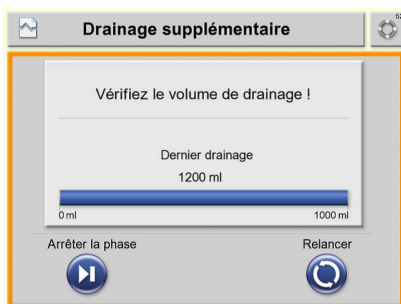 Drainage supplémentaire
52
Vérifiez le volume de drainage !
Dernier drainage
1200 ml
0 ml 1000 ml
Arrêter la phase Relancer